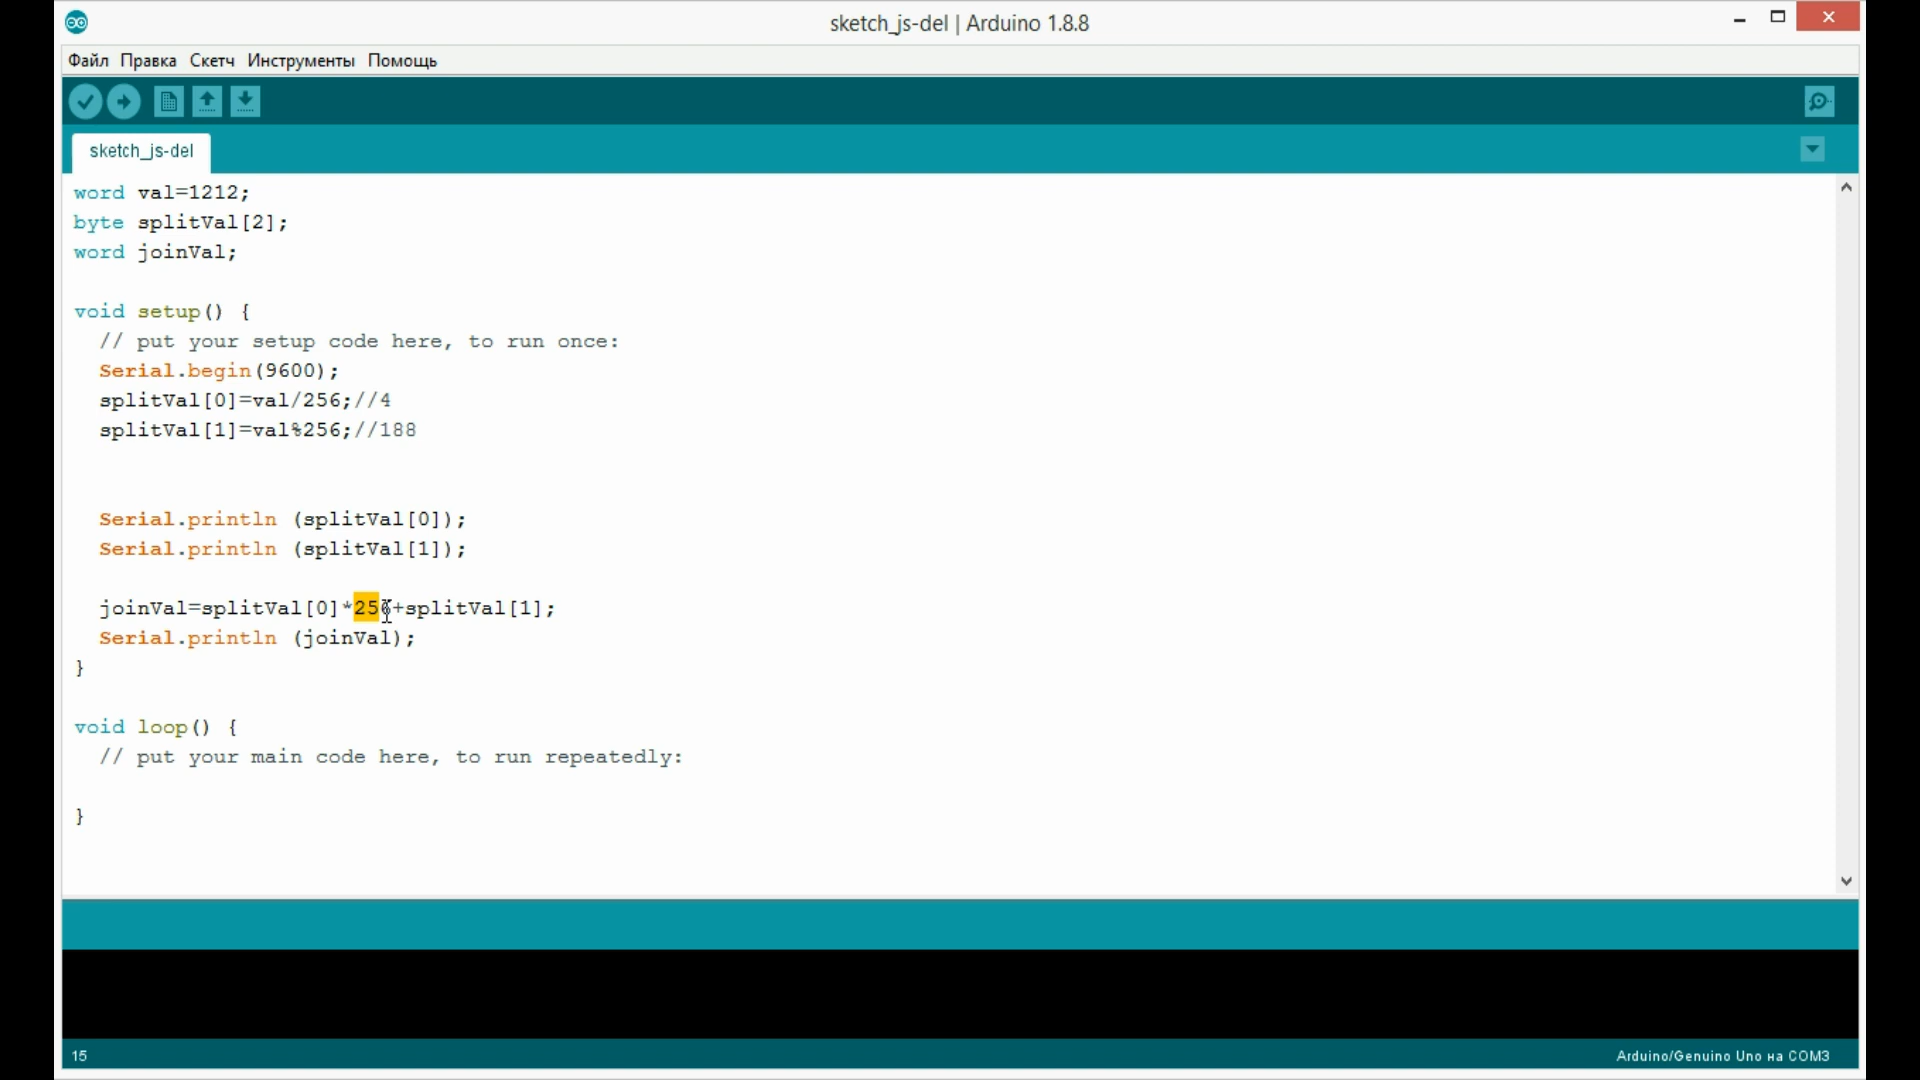 sketch_js-del | Arduino 1.8.8
Файл Правка Скетч Инструменты Помощь
sketch_js-del
word val=1212;
byte splitVal[2];
word joinVal;
void setup() {
// put your setup code here, to run once:
Serial.begin(9600);
splitVal[0]=val/256;//4
splitVal[1]=val%256;//188
Serial.println (splitVal[0]);
Serial.println (splitVal[1]);
joinVal=splitVal[0]*256+splitVal[1];
Serial.println (joinVal);
}
void loop() {
// put your main code here, to run repeatedly:
}
15
Arduino/Genuino Uno на COM3